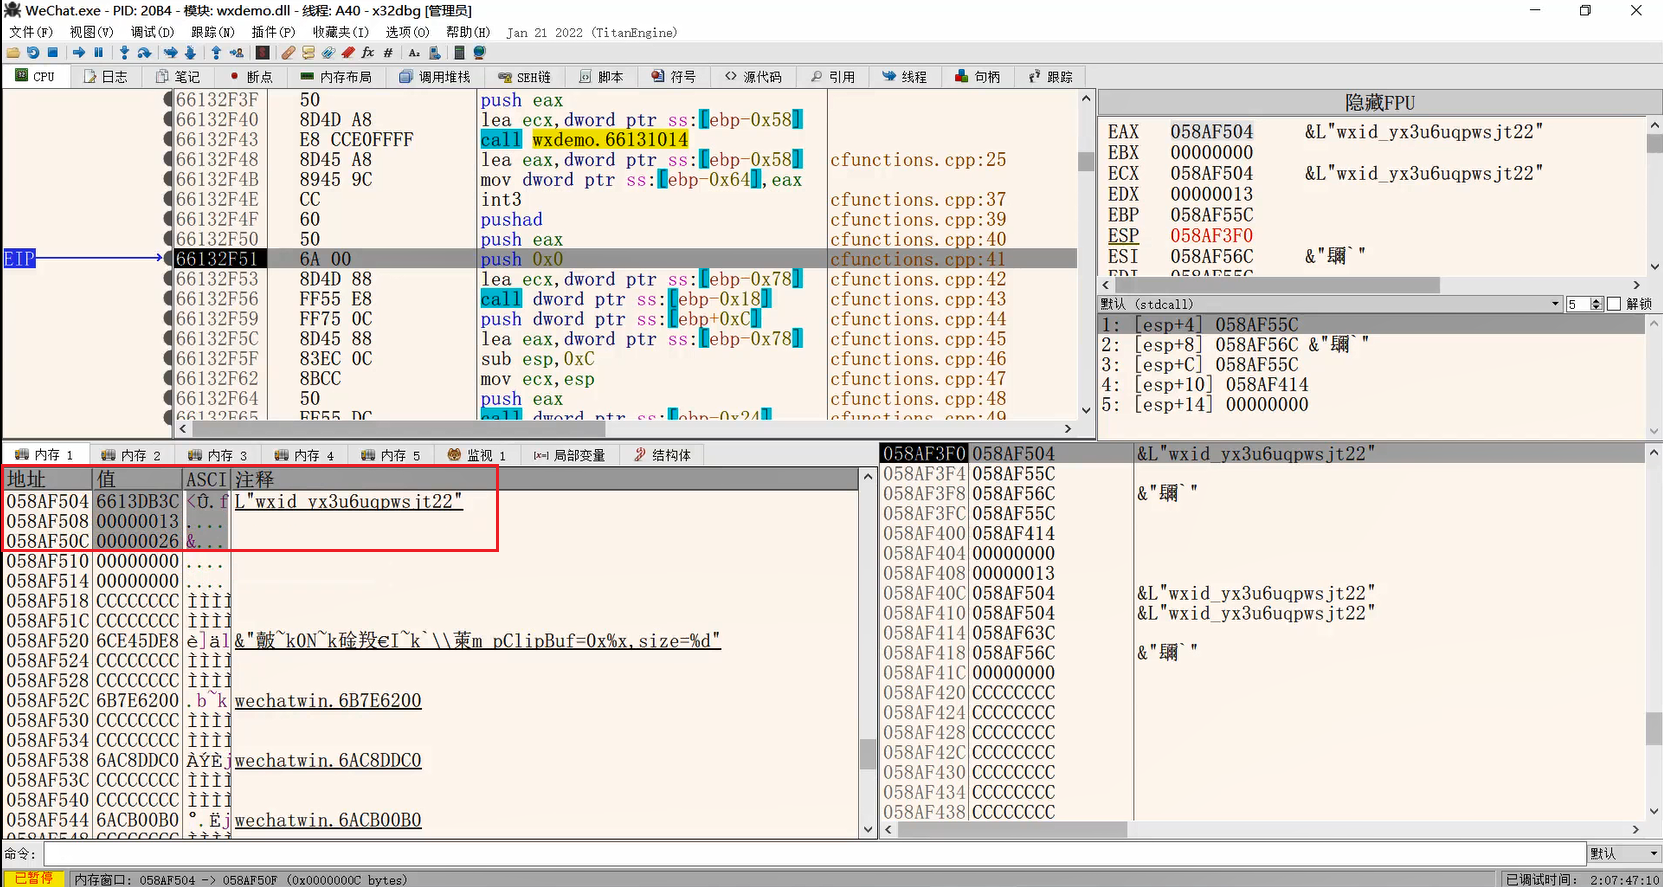 WeChat.exe - PID: 20B4 - 模块: wxdemo.dll - 线程: A40 - x32dbg [管理员]
文件(F) 视图(V) 调试(D) 跟踪(N) 插件(P) 收藏夹(I) 选项(O) 帮助(H) Jan 21 2022 (TitanEngine)
CPU 日志 笔记 断点 内存布局 调用堆栈 SEH链 脚本 符号 源代码 引用 线程 句柄 跟踪
66132F3F 50 push eax
66132F40 8D4D A8 lea ecx,dword ptr ss:[ebp-0x58]
66132F43 E8 CCE0FFFF call wxdemo.66131014
66132F48 8D45 A8 lea eax,dword ptr ss:[ebp-0x58] cfunctions.cpp:25
66132F4B 8945 9C mov dword ptr ss:[ebp-0x64],eax
66132F4E CC int3 cfunctions.cpp:37
66132F4F 60 pushad cfunctions.cpp:39
66132F50 50 push eax cfunctions.cpp:40
EIP 66132F51 6A 00 push 0x0 cfunctions.cpp:41
66132F53 8D4D 88 lea ecx,dword ptr ss:[ebp-0x78] cfunctions.cpp:42
66132F56 FF55 E8 call dword ptr ss:[ebp-0x18] cfunctions.cpp:43
66132F59 FF75 0C push dword ptr ss:[ebp+0xC] cfunctions.cpp:44
66132F5C 8D45 88 lea eax,dword ptr ss:[ebp-0x78] cfunctions.cpp:45
66132F5F 83EC 0C sub esp,0xC cfunctions.cpp:46
66132F62 8BCC mov ecx,esp cfunctions.cpp:47
66132F64 50 push eax cfunctions.cpp:48
66132F65 FF55 DC call dword ptr ss:[ebp-0x24] cfunctions.cpp:49
隐藏FPU
EAX 058AF504 &L"wxid_yx3u6uqpwsjt22"
EBX 00000000
ECX 058AF504 &L"wxid_yx3u6uqpwsjt22"
EDX 00000013
EBP 058AF55C
ESP 058AF3F0
ESI 058AF56C
EDI 058AF55C
默认 (stdcall) 5 解锁
1: [esp+4] 058AF55C
2: [esp+8] 058AF56C
3: [esp+C] 058AF55C
4: [esp+10] 058AF414
5: [esp+14] 00000000
内存 1 内存 2 内存 3 内存 4 内存 5 监视 1 局部变量 结构体
地址 值 ASCI 注释
058AF504 6613DB3C <Û.f L"wxid_yx3u6uqpwsjt22"
058AF508 00000013 ....
058AF50C 00000026 &...
058AF510 00000000 ....
058AF514 00000000 ....
058AF518 CCCCCCCC ÌÌÌÌ
058AF51C CCCCCCCC ÌÌÌÌ
058AF520 6CE45DE8 è]äl m_pClipBuf=0x%x,size=%d"
058AF524 CCCCCCCC ÌÌÌÌ
058AF528 CCCCCCCC ÌÌÌÌ
058AF52C 6B7E6200 .b~k wechatwin.6B7E6200
058AF530 CCCCCCCC ÌÌÌÌ
058AF534 CCCCCCCC ÌÌÌÌ
058AF538 6AC8DDC0 ÀÝÈj wechatwin.6AC8DDC0
058AF53C CCCCCCCC ÌÌÌÌ
058AF540 CCCCCCCC ÌÌÌÌ
058AF544 6ACB00B0 °.Ëj wechatwin.6ACB00B0
058AF548 CCCCCCCC ÌÌÌÌ
058AF3F0 058AF504 &L"wxid_yx3u6uqpwsjt22"
058AF3F4 058AF55C
058AF3F8 058AF56C
058AF3FC 058AF55C
058AF400 058AF414
058AF404 00000000
058AF408 00000013
058AF40C 058AF504 &L"wxid_yx3u6uqpwsjt22"
058AF410 058AF504 &L"wxid_yx3u6uqpwsjt22"
058AF414 058AF63C
058AF418 058AF56C
058AF41C 00000000
058AF420 CCCCCCCC
058AF424 CCCCCCCC
058AF428 CCCCCCCC
058AF42C CCCCCCCC
058AF430 CCCCCCCC
058AF434 CCCCCCCC
058AF438 CCCCCCCC
命令: 默认
已暂停 内存窗口: 058AF504 -> 058AF50F (0x0000000C bytes) 已调试时间: 2:07:47:10